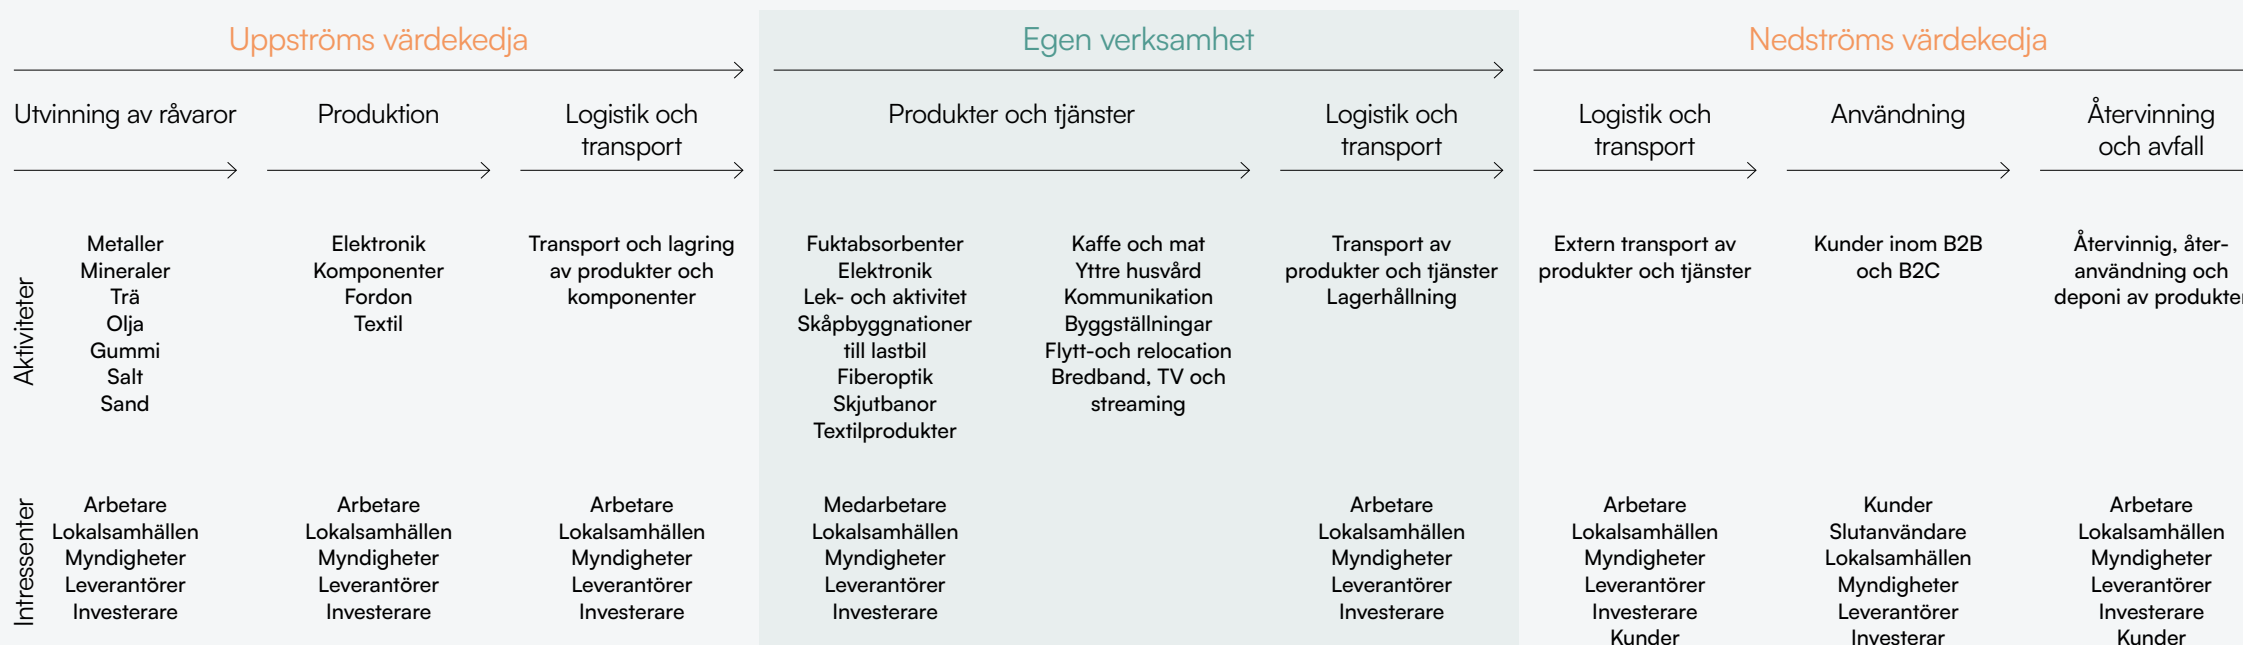 Uppströms värdekedja
Egen verksamhet
Nedströms värdekedja
Utvinning av råvaror
Produktion
Logistik och
transport
Produkter och tjänster
Logistik och
transport
Logistik och
transport
Användning
Återvinning
och avfall
Aktiviteter
Metaller
Mineraler
Trä
Olja
Gummi
Salt
Sand
Elektronik
Komponenter
Fordon
Textil
Transport och lagring
av produkter och
komponenter
Fuktabsorbenter
Elektronik
Lek- och aktivitet
Skåpbyggnationer
till lastbil
Fiberoptik
Skjutbanor
Textilprodukter
Kaffe och mat
Yttre husvård
Kommunikation
Byggställningar
Flytt-och relocation
Bredband, TV och
streaming
Transport av
produkter och tjänster
Lagerhållning
Extern transport av
produkter och tjänster
Kunder inom B2B
och B2C
Återvinnig, åter-
användning och
deponi av produkter
Intressenter
Arbetare
Lokalsamhällen
Myndigheter
Leverantörer
Investerare
Arbetare
Lokalsamhällen
Myndigheter
Leverantörer
Investerare
Arbetare
Lokalsamhällen
Myndigheter
Leverantörer
Investerare
Medarbetare
Lokalsamhällen
Myndigheter
Leverantörer
Investerare
Arbetare
Lokalsamhällen
Myndigheter
Leverantörer
Investerare
Arbetare
Lokalsamhällen
Myndigheter
Leverantörer
Investerare
Kunder
Kunder
Slutanvändare
Lokalsamhällen
Myndigheter
Leverantörer
Investerar
Arbetare
Lokalsamhällen
Myndigheter
Leverantörer
Investerare
Kunder